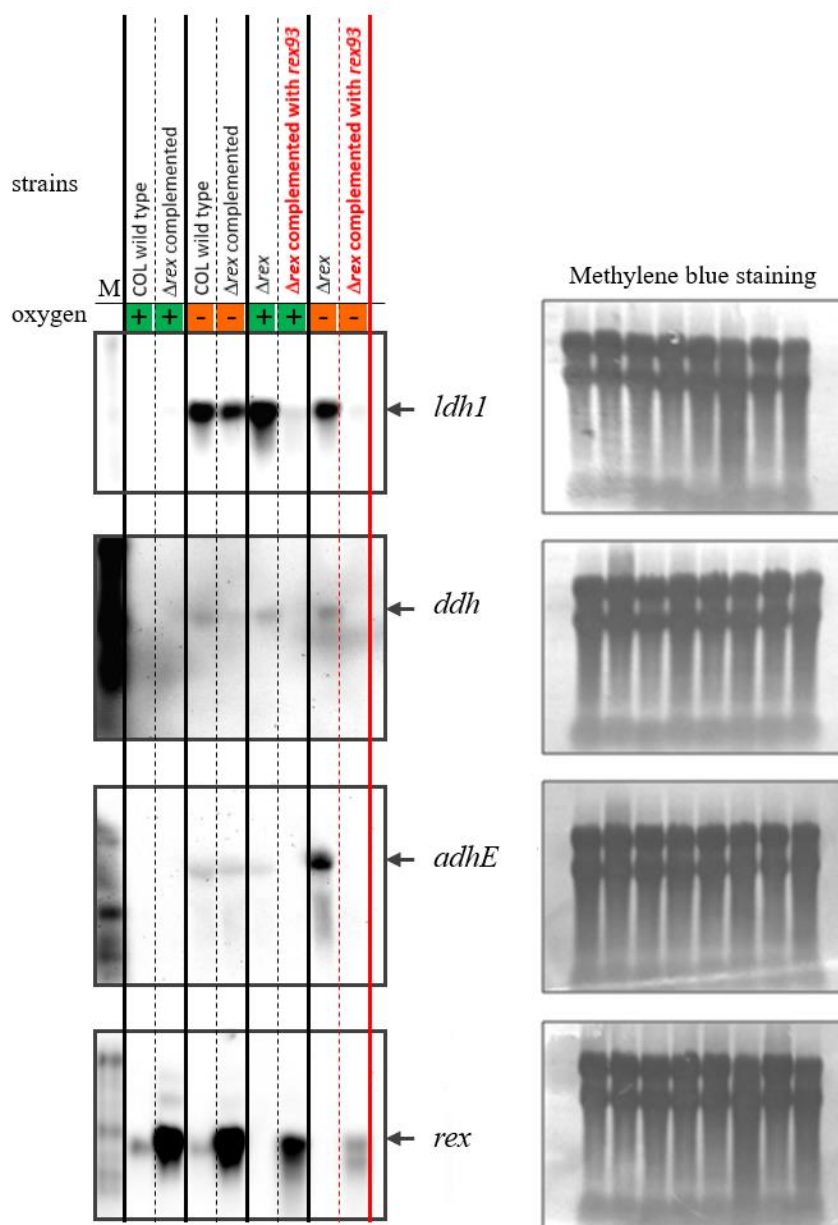 strains
COL wild type
Δrex complemented
COL wild type
Δrex complemented
Δrex
Δrex complemented with rex93
Δrex
Δrex complemented with rex93
M
oxygen
+ + - - + + - -
Methylene blue staining
ldh1
ddh
adhE
rex